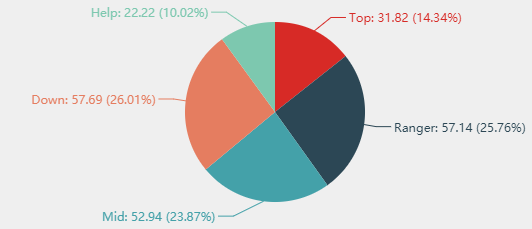 Help: 22.22 (10.02%)
Top: 31.82 (14.34%)
Down: 57.69 (26.01%)
Ranger: 57.14 (25.76%)
Mid: 52.94 (23.87%)